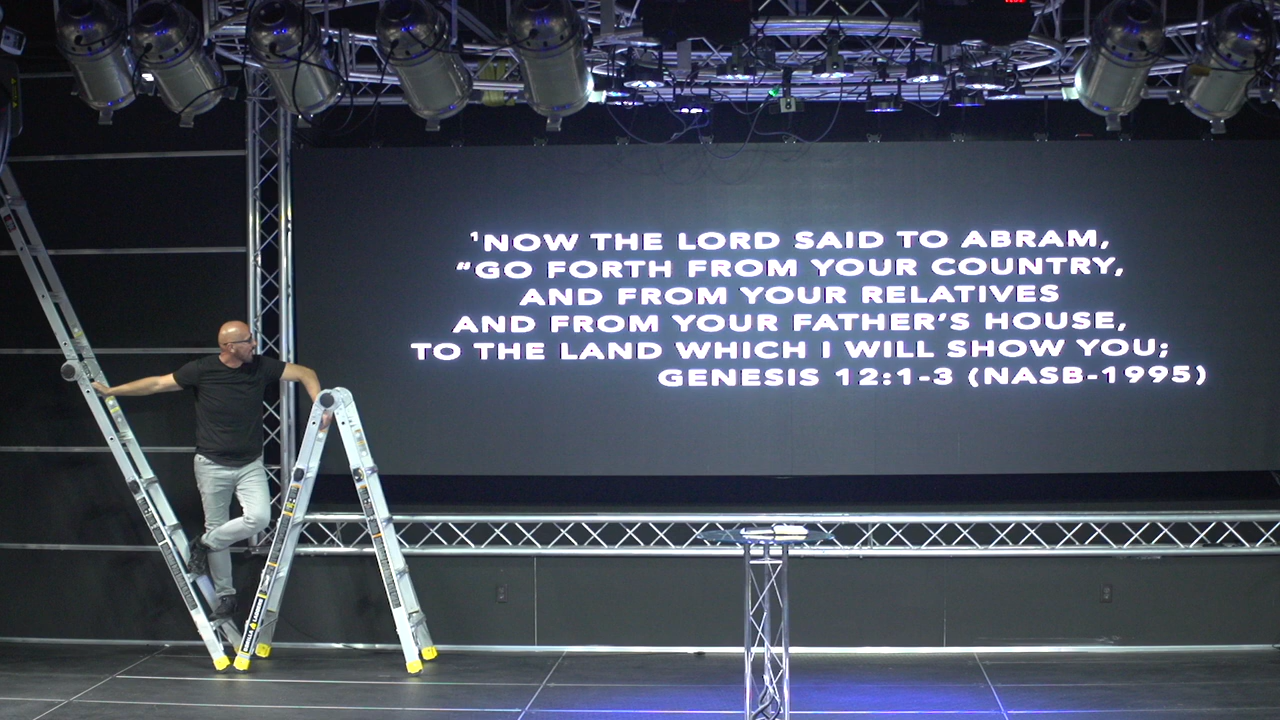 ¹NOW THE LORD SAID TO ABRAM,
“GO FORTH FROM YOUR COUNTRY,
AND FROM YOUR RELATIVES
AND FROM YOUR FATHER’S HOUSE,
TO THE LAND WHICH I WILL SHOW YOU;
GENESIS 12:1-3 (NASB-1995)